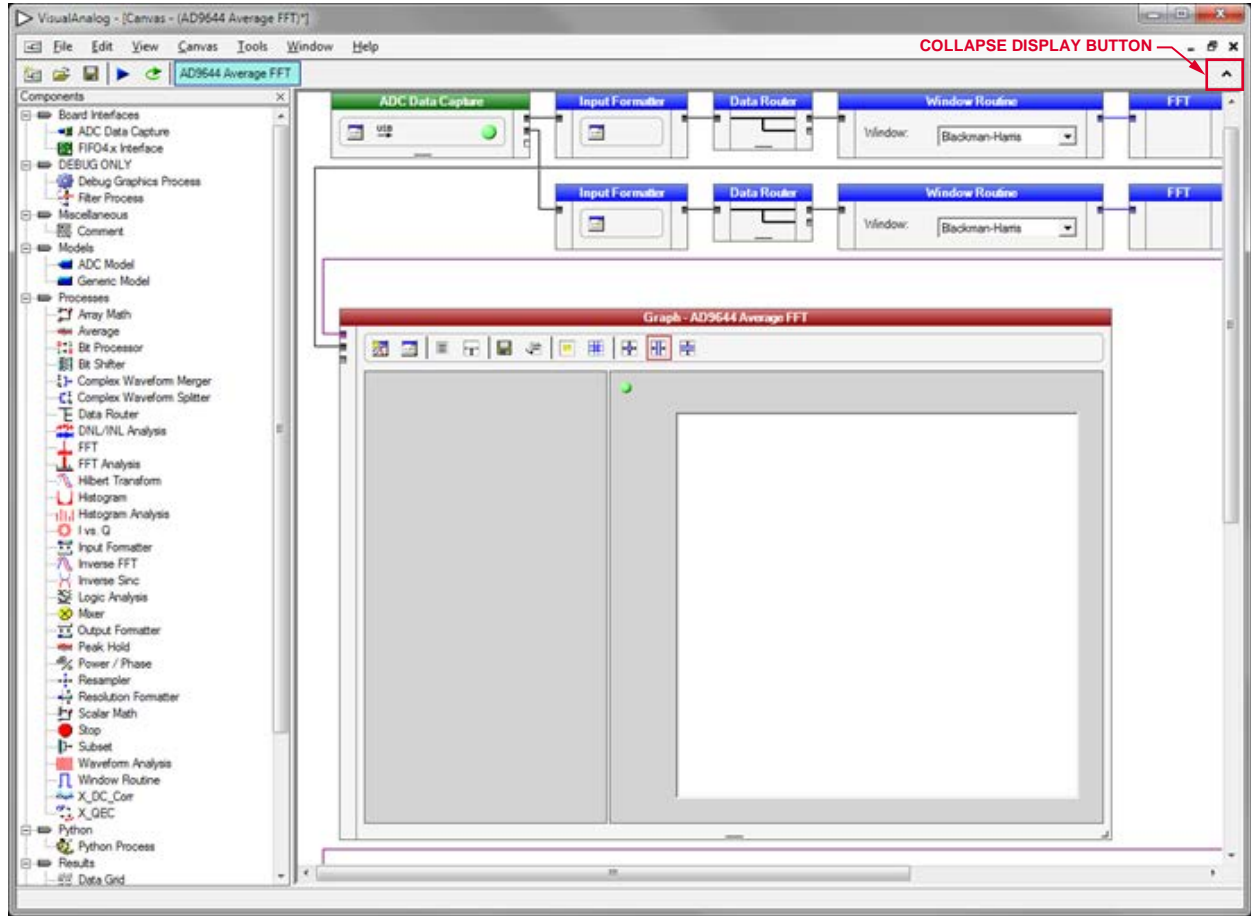 VisualAnalog - [Canvas - (AD9644 Average FFT)*]
File Edit View Canvas Tools Window Help
COLLAPSE DISPLAY BUTTON
AD9644 Average FFT
Components
Board Interfaces
ADC Data Capture
FIFO4.x Interface
DEBUG ONLY
Debug Graphics Process
Filter Process
Miscellaneous
Comment
Models
ADC Model
Generic Model
Processes
Array Math
Average
Bit Processor
Bit Shifter
Complex Waveform Merger
Complex Waveform Splitter
Data Router
DNL/INL Analysis
FFT
FFT Analysis
Hilbert Transform
Histogram
Histogram Analysis
I vs. Q
Input Formatter
Inverse FFT
Inverse Sinc
Logic Analysis
Mixer
Output Formatter
Peak Hold
Power / Phase
Resampler
Resolution Formatter
Scalar Math
Stop
Subset
Waveform Analysis
Window Routine
X_DC_Corr
X_QEC
Python
Python Process
Results
Data Grid
ADC Data Capture
USB
Input Formatter
Data Router
Window Routine
Window: Blackman-Harris
FFT
Input Formatter
Data Router
Window Routine
Window: Blackman-Harris
FFT
Graph - AD9644 Average FFT